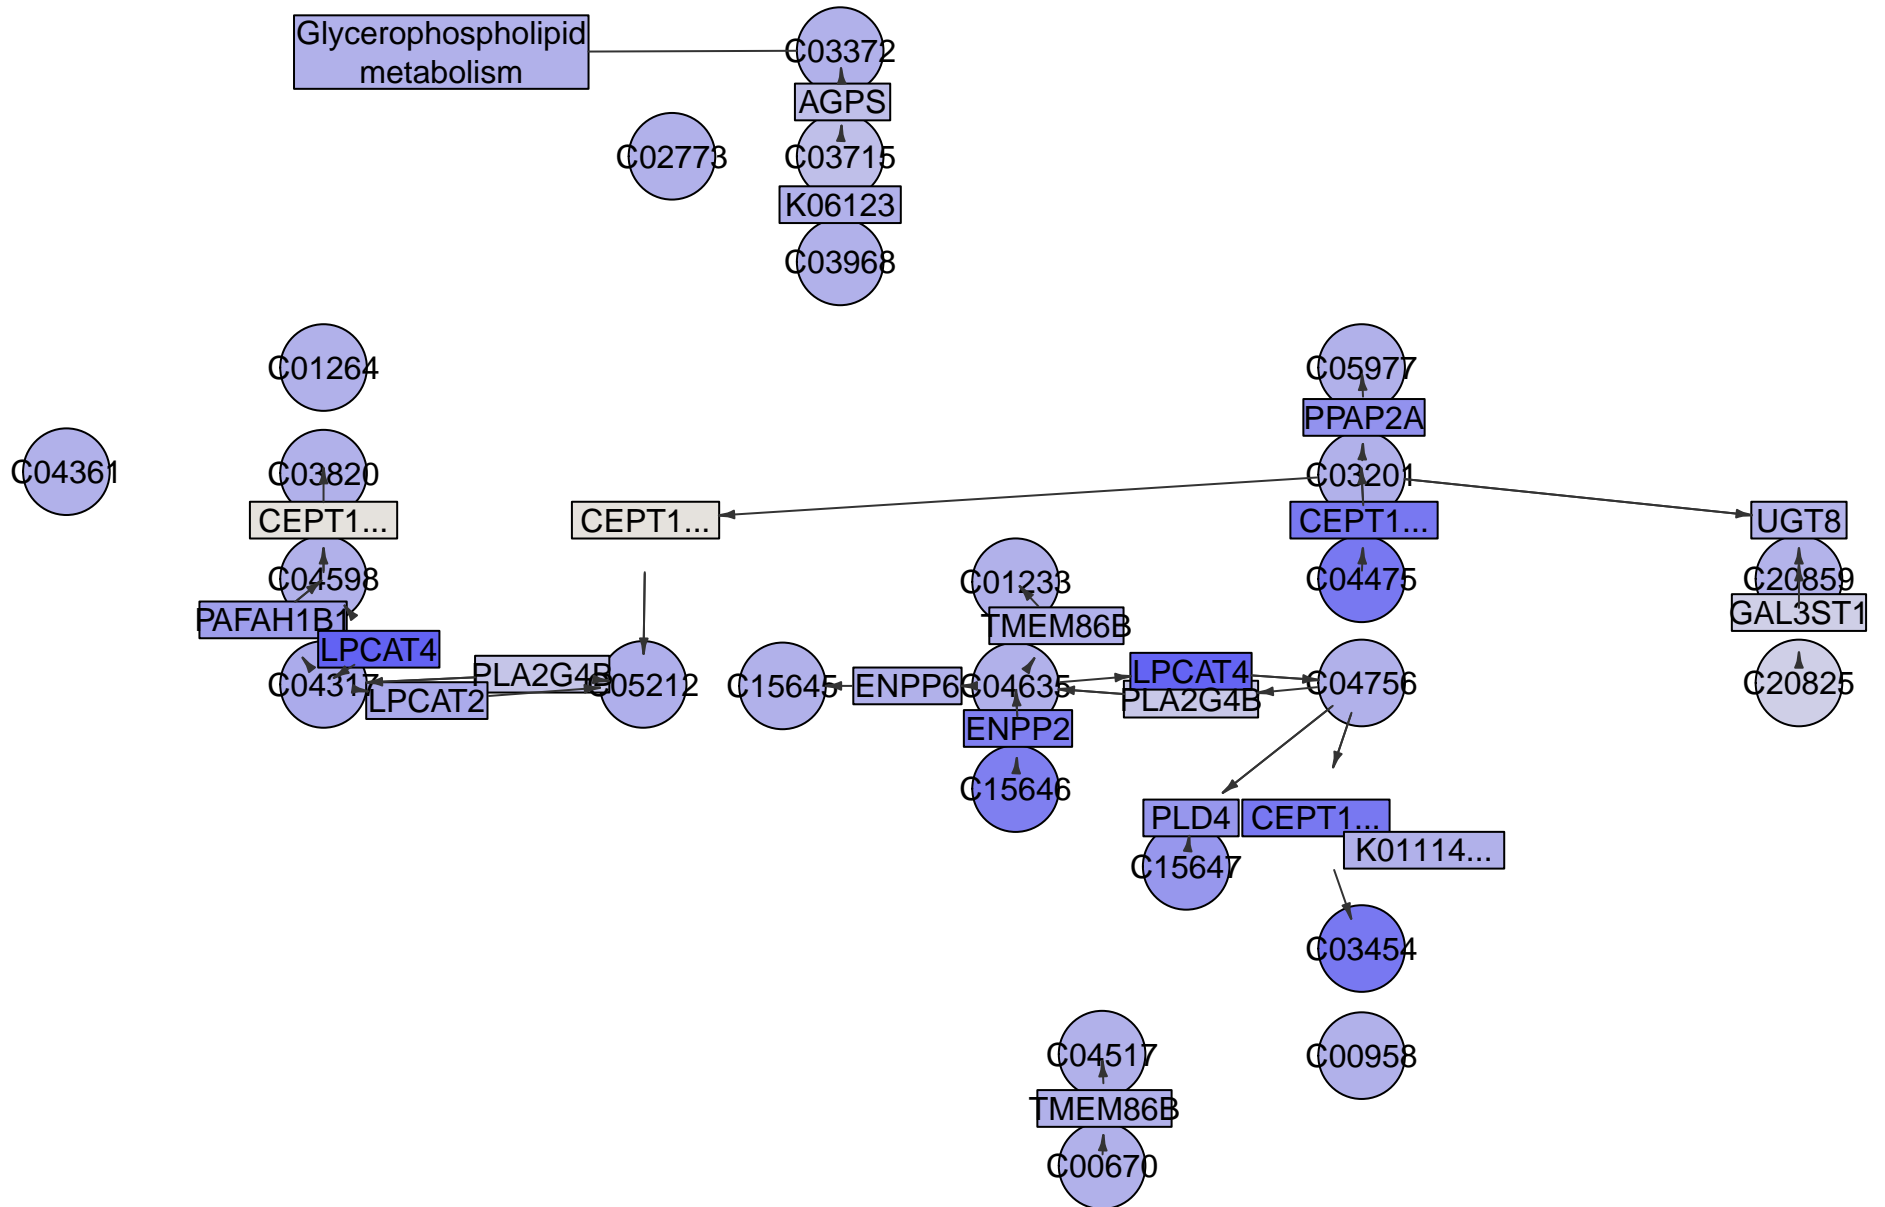 Glycerophospholipid
metabolism
C03372
AGPS
C02773
C03715
K06123
C03968
C01264
C05977
PPAP2A
C04361
C03820
C03201
CEPT1...
CEPT1...
CEPT1...
UGT8
C04598
C01233
C04475
C20859
PAFAH1B1
TMEM86B
GAL3ST1
LPCAT4
C04317
PLA2G4B
C05212
LPCAT2
C15645
ENPP6
C04635
LPCAT4
PLA2G4B
C04756
C20825
ENPP2
C15646
PLD4
CEPT1...
K01114...
C15647
C03454
C04517
C00958
TMEM86B
C00670